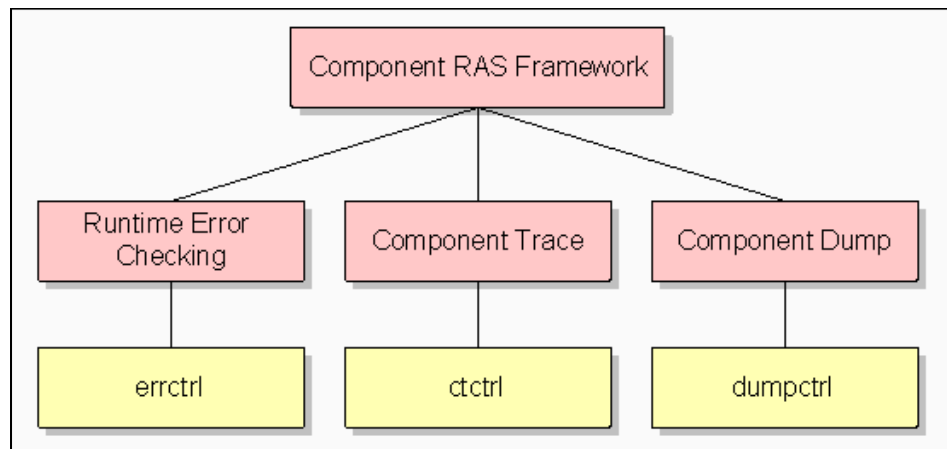 Component RAS Framework
Runtime Error
Checking
Component Trace
Component Dump
errctrl
ctctrl
dumpctrl